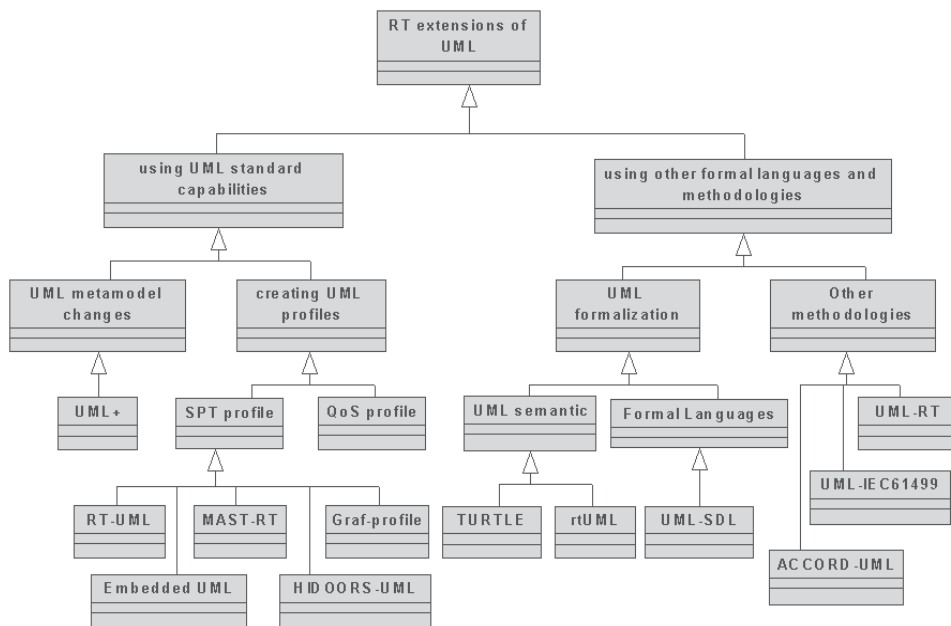 RT extensions of
UML
using UML standard
capabilities
using other formal languages and
methodologies
UML metamodel
changes
creating UML
profiles
UML
formalization
Other
methodologies
UML+
SPT profile
QoS profile
UML semantic
Formal Languages
UML-RT
RT-UML
MAST-RT
Graf-profile
TURTLE
rtUML
UML-SDL
UML-IEC61499
Embedded UML
HIDOORS-UML
ACCORD-UML